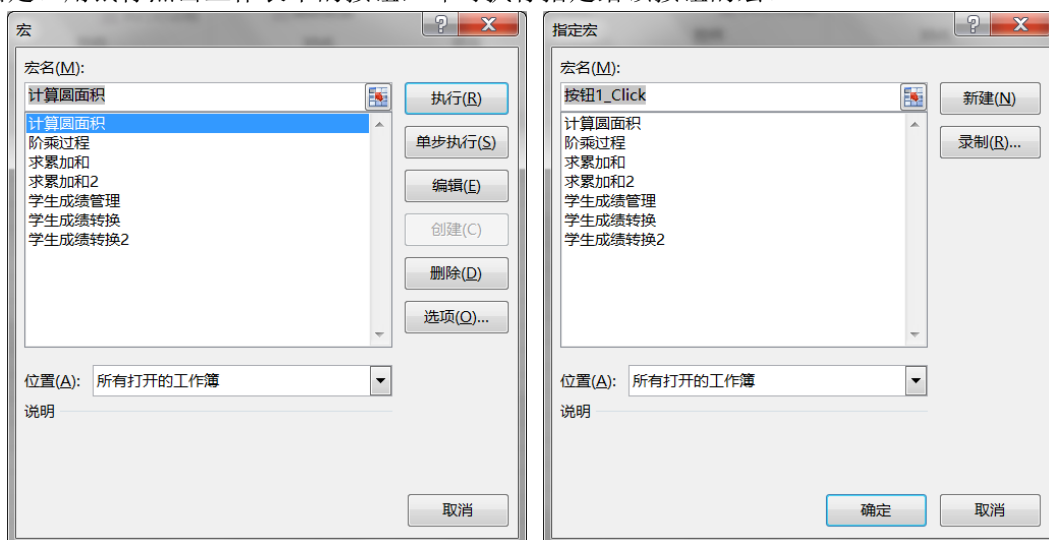 宏
宏名(M):
计算圆面积
计算圆面积
阶乘过程
求累加和
求累加和2
学生成绩管理
学生成绩转换
学生成绩转换2
执行(R)
单步执行(S)
编辑(E)
创建(C)
删除(D)
选项(O)...
位置(A): 所有打开的工作簿
说明
取消
指定宏
宏名(M):
按钮1_Click
计算圆面积
阶乘过程
求累加和
求累加和2
学生成绩管理
学生成绩转换
学生成绩转换2
新建(N)
录制(R)...
位置(A): 所有打开的工作簿
说明
确定
取消